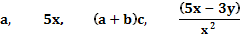 a, 5x, (a + b)c, (5x − 3y)/x²